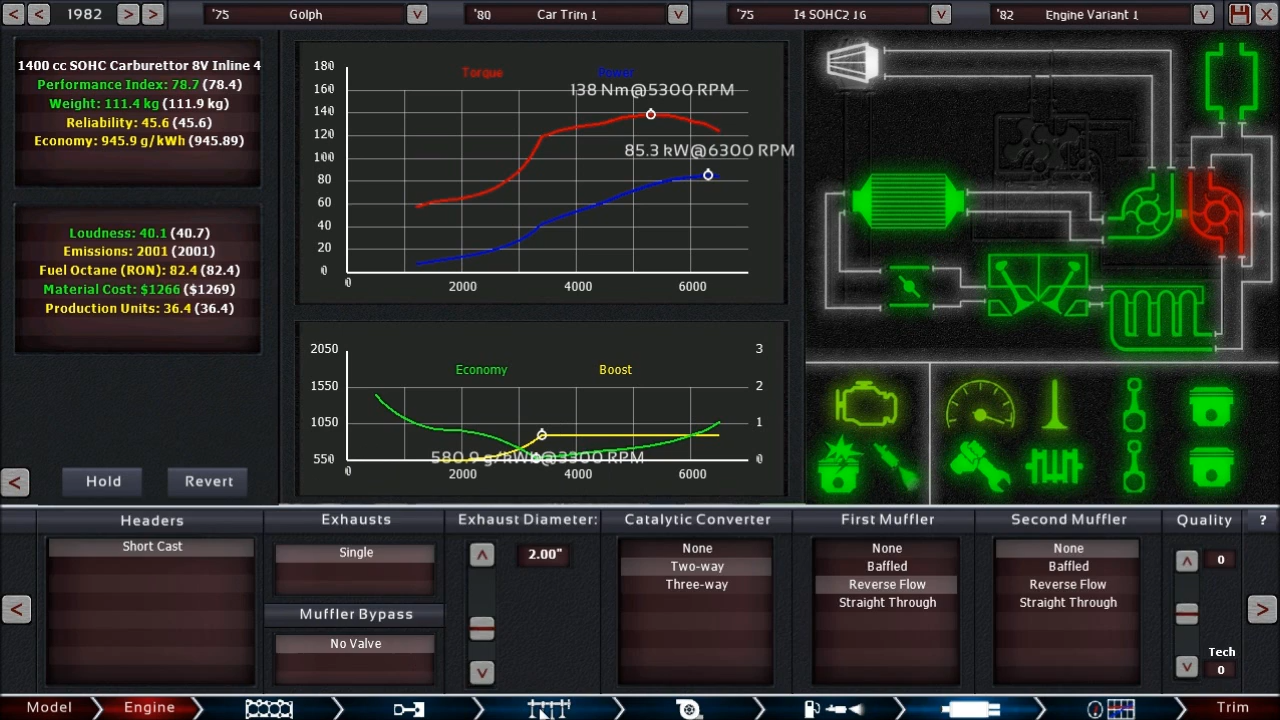 1982
'75 Golph
'80 Car Trim 1
'75 I4 SOHC2 16
'82 Engine Variant 1
1400 cc SOHC Carburettor 8V Inline 4
Performance Index: 78.7 (78.4)
Weight: 111.4 kg (111.9 kg)
Reliability: 45.6 (45.6)
Economy: 945.9 g/kWh (945.89)
Loudness: 40.1 (40.7)
Emissions: 2001 (2001)
Fuel Octane (RON): 82.4 (82.4)
Material Cost: $1266 ($1269)
Production Units: 36.4 (36.4)
Hold
Revert
180
160
140
120
100
80
60
40
20
0
0 2000 4000 6000
Torque
Power
138 Nm@5300 RPM
85.3 kW@6300 RPM
2050
1550
1050
550
3
2
1
0
0 2000 4000 6000
Economy
Boost
580.9 g/kWh@3300 RPM
Headers
Short Cast
Exhausts
Single
Muffler Bypass
No Valve
Exhaust Diameter:
2.00"
Catalytic Converter
None
Two-way
Three-way
First Muffler
None
Baffled
Reverse Flow
Straight Through
Second Muffler
None
Baffled
Reverse Flow
Straight Through
Quality
0
Tech
0
?
Model
Engine
Trim